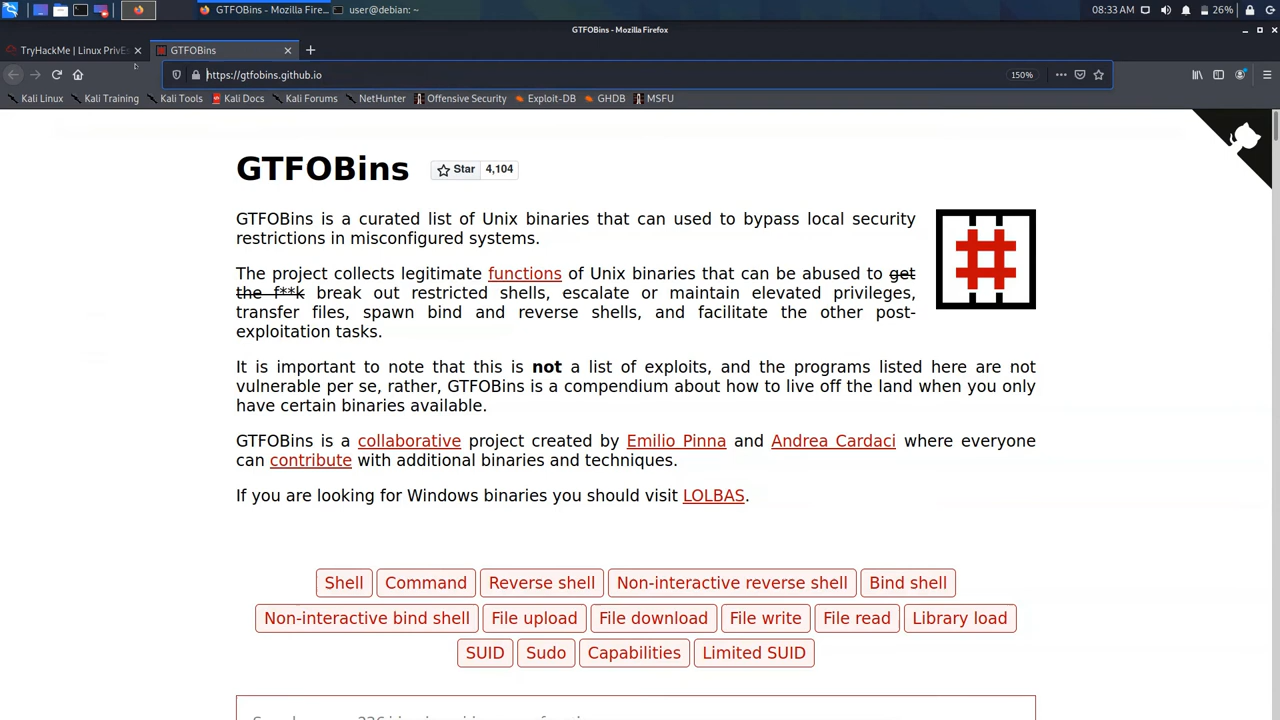 GTFOBins - Mozilla Fire...
user@debian: ~
08:33 AM
26%
GTFOBins - Mozilla Firefox
TryHackMe | Linux PrivEs
GTFOBins
https://gtfobins.github.io
150%
Kali Linux
Kali Training
Kali Tools
Kali Docs
Kali Forums
NetHunter
Offensive Security
Exploit-DB
GHDB
MSFU
GTFOBins
Star 4,104
GTFOBins is a curated list of Unix binaries that can used to bypass local security
restrictions in misconfigured systems.
The project collects legitimate functions of Unix binaries that can be abused to get
the f**k break out restricted shells, escalate or maintain elevated privileges,
transfer files, spawn bind and reverse shells, and facilitate the other post-
exploitation tasks.
It is important to note that this is not a list of exploits, and the programs listed here are not
vulnerable per se, rather, GTFOBins is a compendium about how to live off the land when you only
have certain binaries available.
GTFOBins is a collaborative project created by Emilio Pinna and Andrea Cardaci where everyone
can contribute with additional binaries and techniques.
If you are looking for Windows binaries you should visit LOLBAS.
Shell Command Reverse shell Non-interactive reverse shell Bind shell
Non-interactive bind shell File upload File download File write File read Library load
SUID Sudo Capabilities Limited SUID